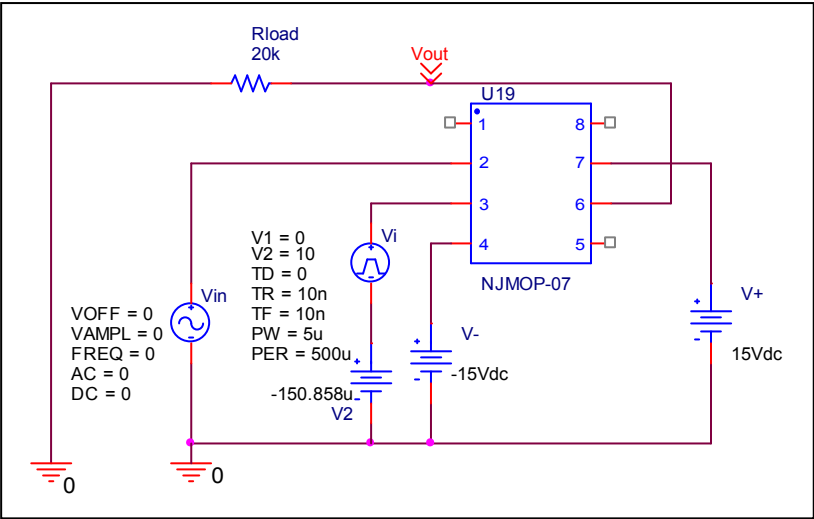 Rload
20k
Vout
U19
1
2
3
4
8
7
6
5
NJMOP-07
Vi
V1 = 0
V2 = 10
TD = 0
TR = 10n
TF = 10n
PW = 5u
PER = 500u
Vin
VOFF = 0
VAMPL = 0
FREQ = 0
AC = 0
DC = 0
-150.858u
V2
V-
-15Vdc
V+
15Vdc
0
0